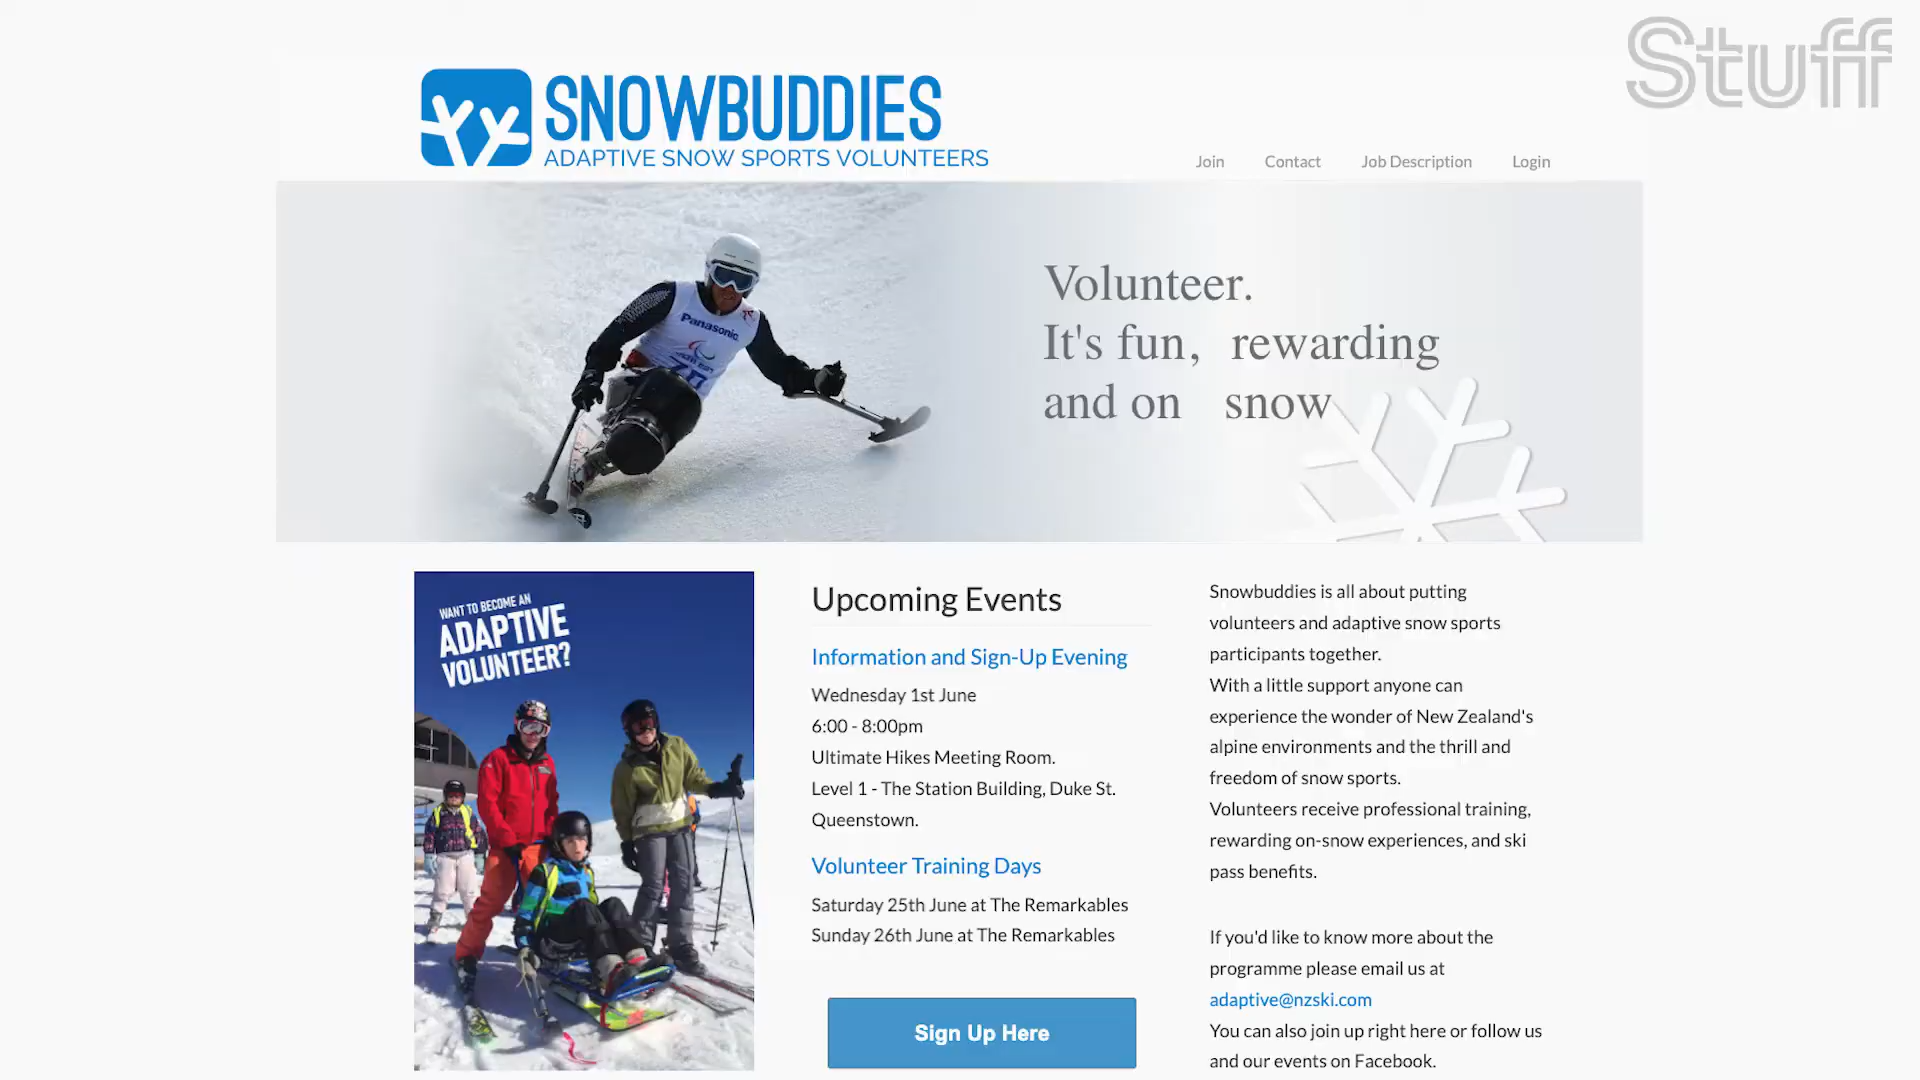 Stuff
SNOWBUDDIES
ADAPTIVE SNOW SPORTS VOLUNTEERS
Join
Contact
Job Description
Login
Volunteer.
It's fun, rewarding
and on snow
Panasonic
WANT TO BECOME AN
ADAPTIVE
VOLUNTEER?
Upcoming Events
Information and Sign-Up Evening
Wednesday 1st June
6:00 - 8:00pm
Ultimate Hikes Meeting Room.
Level 1 - The Station Building, Duke St.
Queenstown.
Volunteer Training Days
Saturday 25th June at The Remarkables
Sunday 26th June at The Remarkables
Sign Up Here
Snowbuddies is all about putting
volunteers and adaptive snow sports
participants together.
With a little support anyone can
experience the wonder of New Zealand's
alpine environments and the thrill and
freedom of snow sports.
Volunteers receive professional training,
rewarding on-snow experiences, and ski
pass benefits.
If you'd like to know more about the
programme please email us at
adaptive@nzski.com
You can also join up right here or follow us
and our events on Facebook.